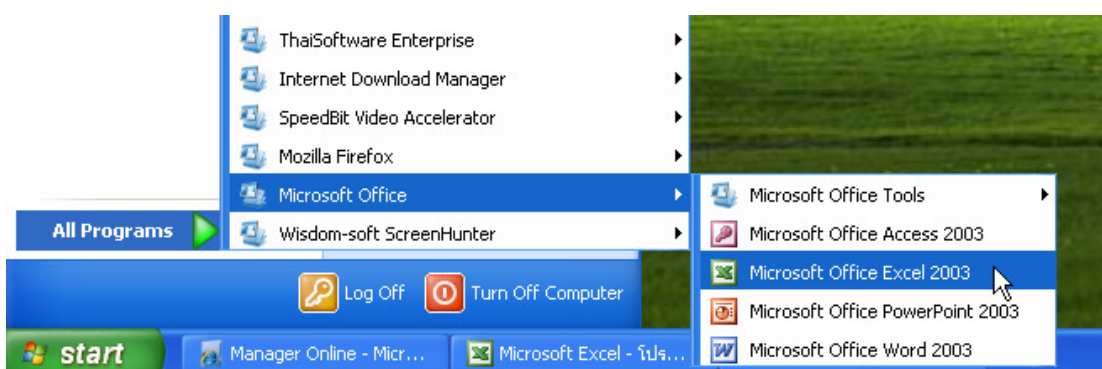 ThaiSoftware Enterprise
Internet Download Manager
SpeedBit Video Accelerator
Mozilla Firefox
Microsoft Office
Wisdom-soft ScreenHunter
All Programs
Microsoft Office Tools
Microsoft Office Access 2003
Microsoft Office Excel 2003
Microsoft Office PowerPoint 2003
Microsoft Office Word 2003
Log Off
Turn Off Computer
start
Manager Online - Micr...
Microsoft Excel - โปร...